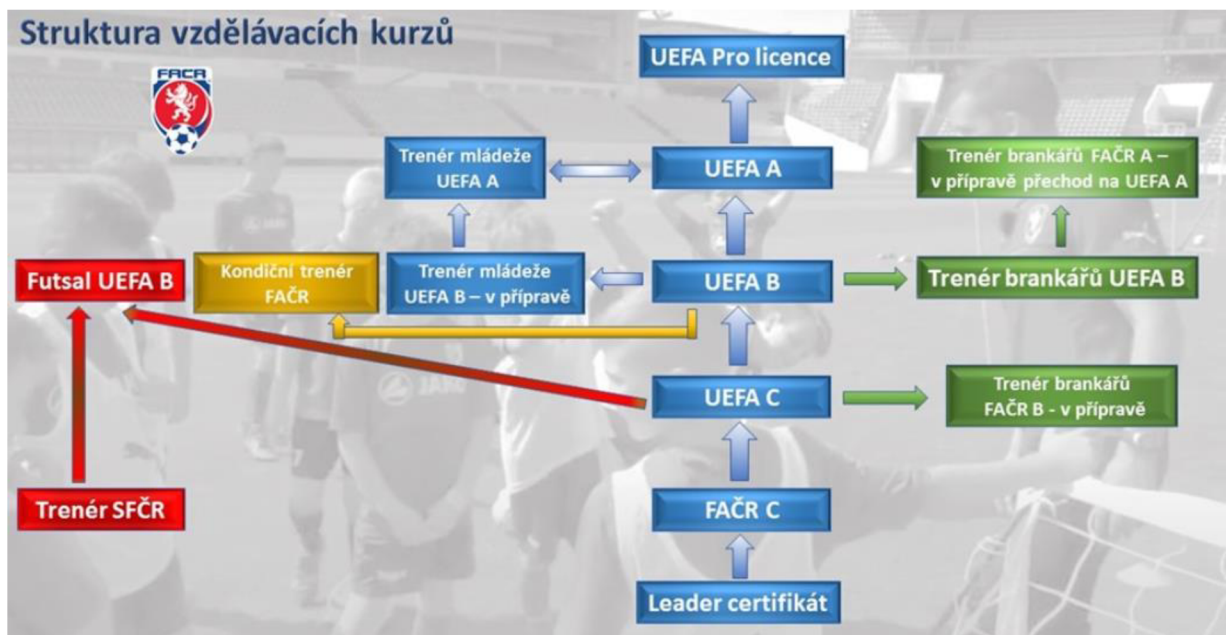 Struktura vzdělávacích kurzů
FACR
UEFA Pro licence
Trenér mládeže
UEFA A
UEFA A
Trenér brankářů FAČR A –
v přípravě přechod na UEFA A
Futsal UEFA B
Kondiční trenér
FAČR
Trenér mládeže
UEFA B – v přípravě
UEFA B
Trenér brankářů UEFA B
UEFA C
Trenér brankářů
FAČR B - v přípravě
Trenér SFČR
FAČR C
Leader certifikát